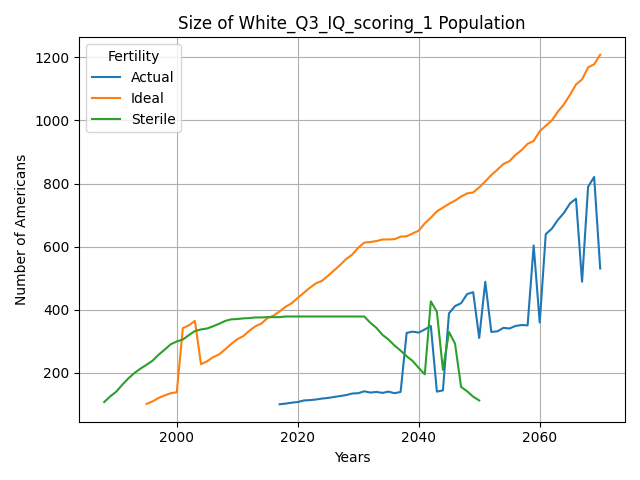 Size of White_Q3_IQ_scoring_1 Population
Fertility
Actual
Ideal
Sterile
Number of Americans
1200
1000
800
600
400
200
2000
2020
2040
2060
Years